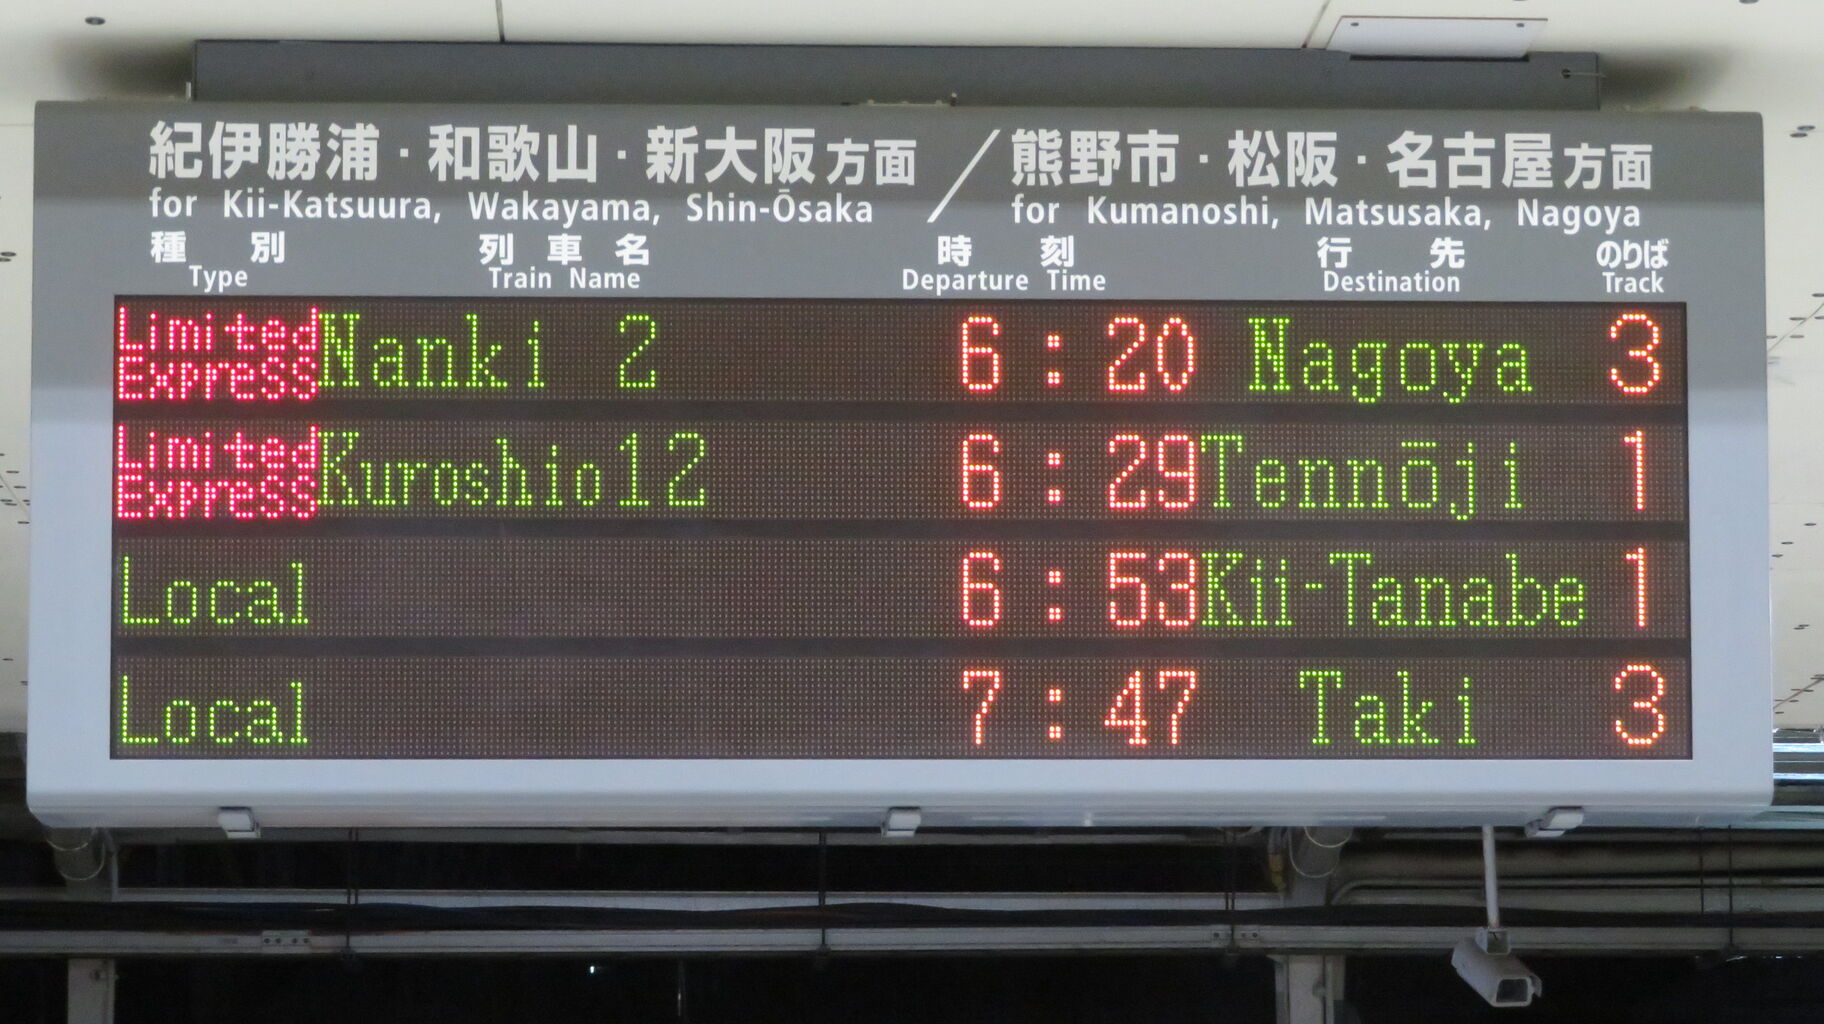 紀伊勝浦・和歌山・新大阪方面／熊野市・松阪・名古屋方面
for Kii-Katsuura, Wakayama, Shin-Ōsaka for Kumanoshi, Matsusaka, Nagoya
種別 列車名 時刻 行先 のりば
Type Train Name Departure Time Destination Track
Limited Express Nanki 2 6:20 Nagoya 3
Limited Express Kuroshio12 6:29 Tennōji 1
Local 6:53 Kii-Tanabe 1
Local 7:47 Taki 3